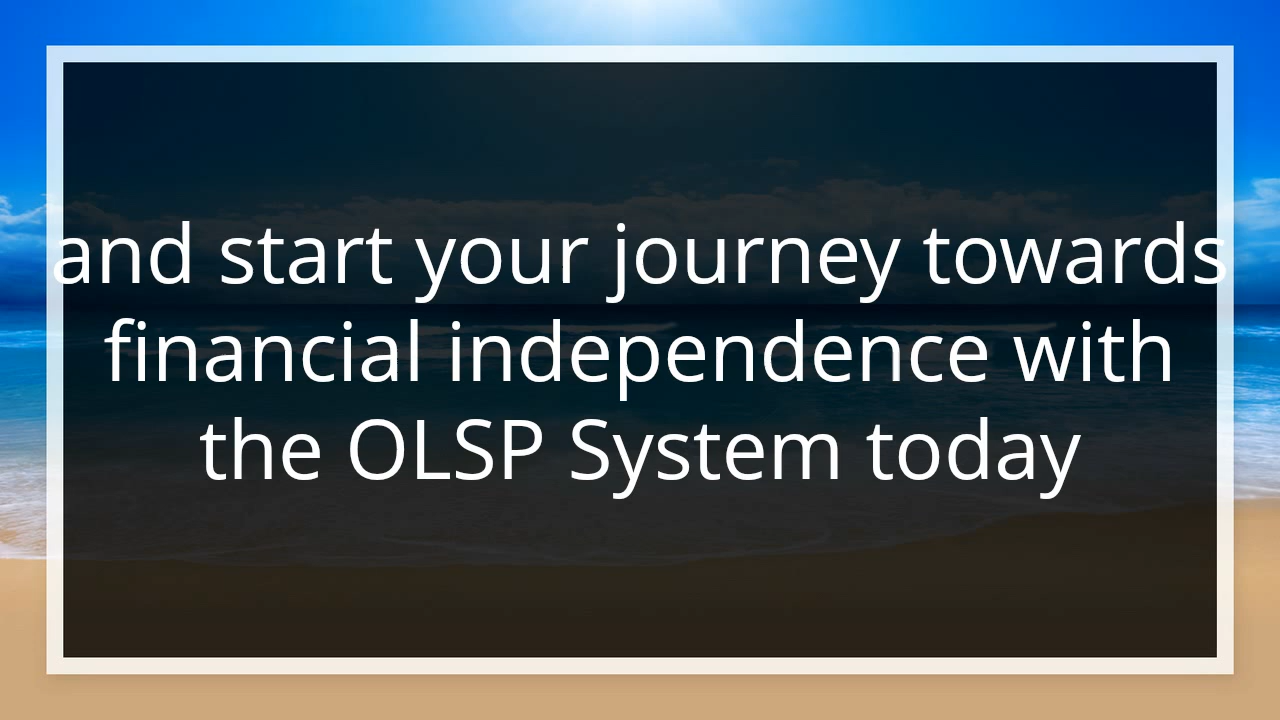 and start your journey towards
financial independence with
the OLSP System today